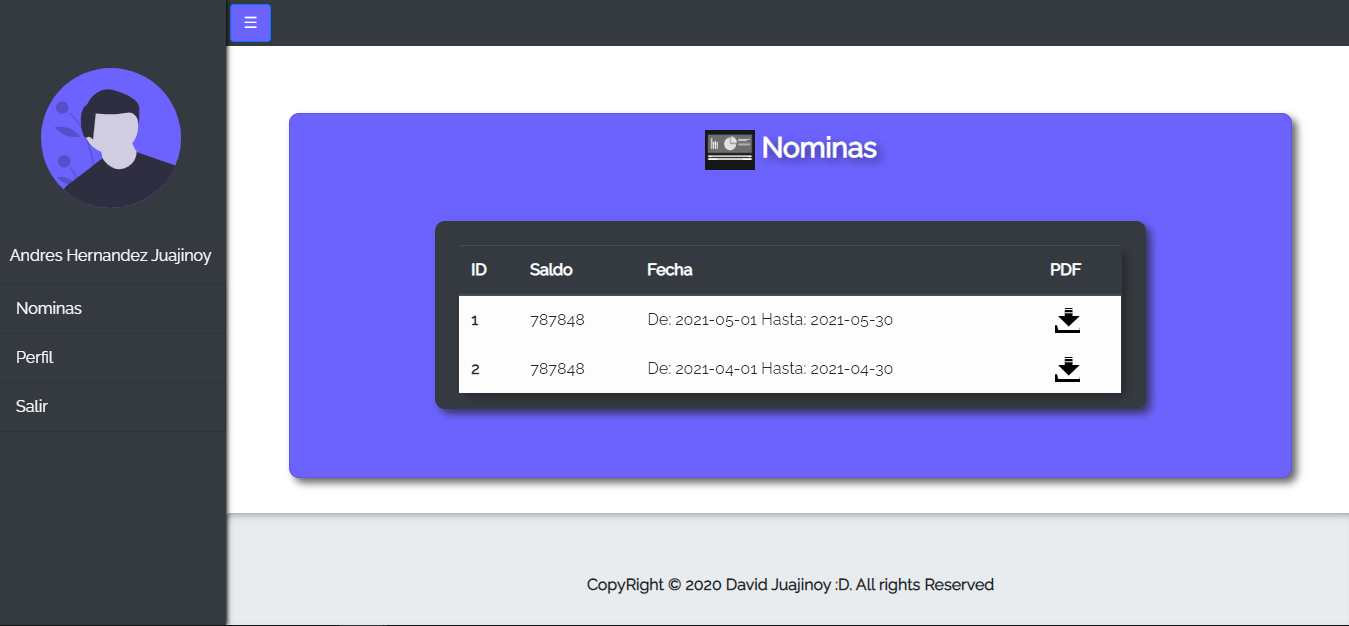 ☰
Andres Hernandez Juajinoy
Nominas
Perfil
Salir
Nominas
ID Saldo Fecha PDF
1 787848 De: 2021-05-01 Hasta: 2021-05-30
2 787848 De: 2021-04-01 Hasta: 2021-04-30
CopyRight © 2020 David Juajinoy :D. All rights Reserved